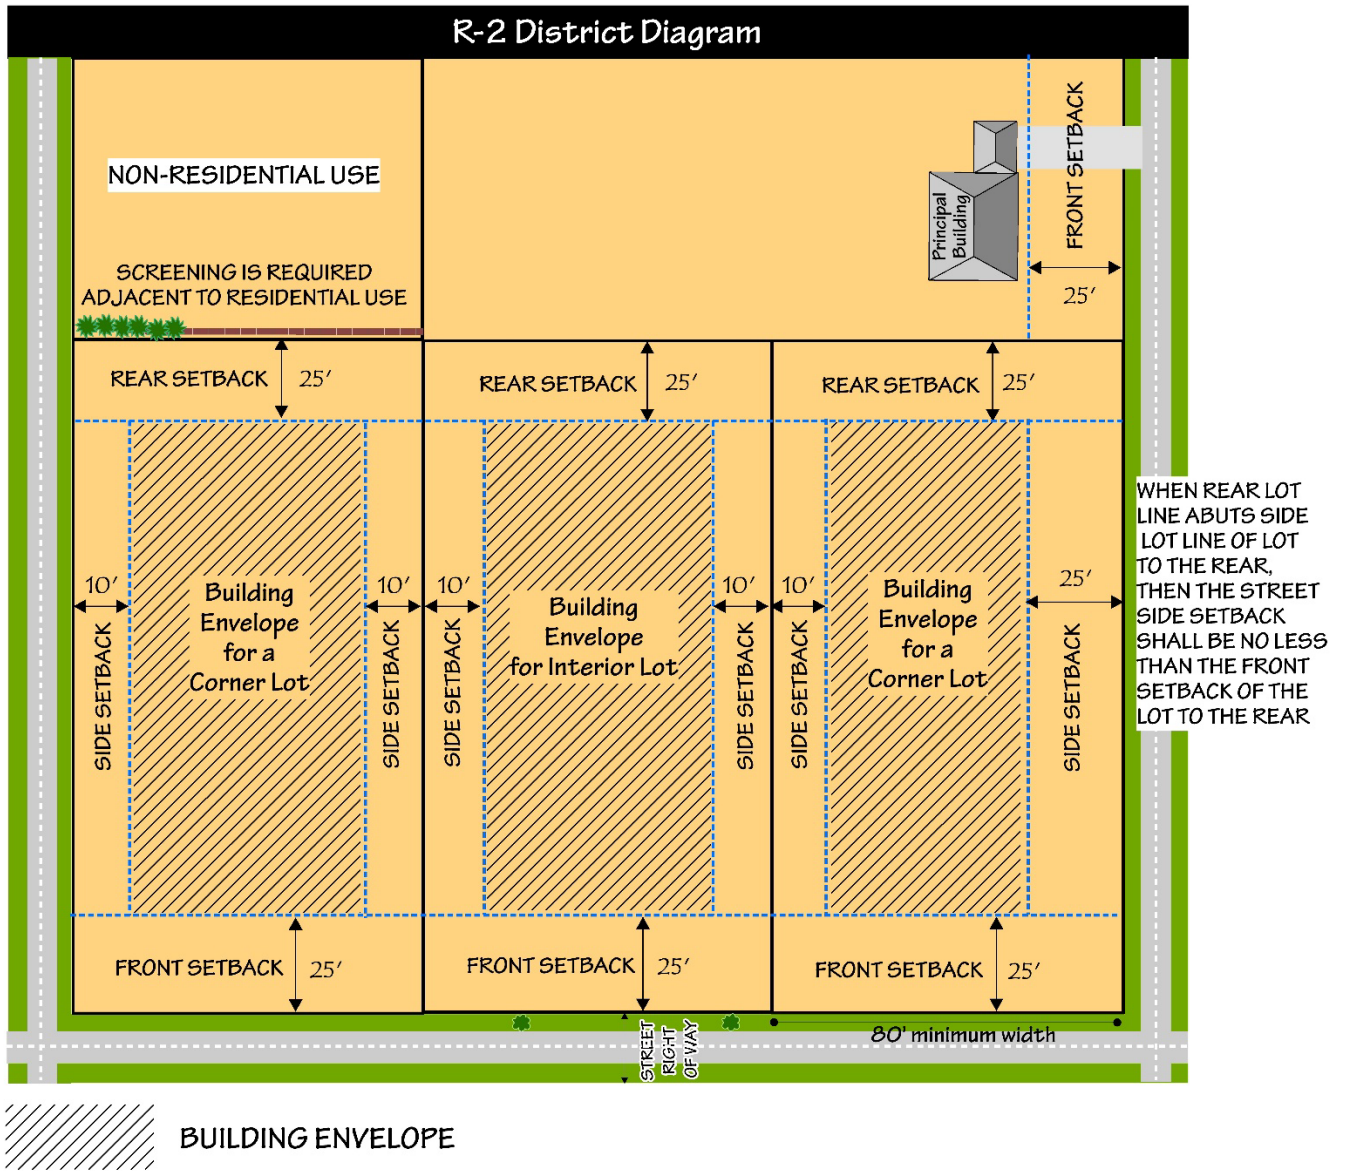 R-2 District Diagram
NON-RESIDENTIAL USE
SCREENING IS REQUIRED
ADJACENT TO RESIDENTIAL USE
Principal
Building
FRONT SETBACK
25'
REAR SETBACK 25'
REAR SETBACK 25'
REAR SETBACK 25'
10'
SIDE SETBACK
Building
Envelope
for a
Corner Lot
10'
SIDE SETBACK
10'
SIDE SETBACK
Building
Envelope
for Interior Lot
10'
SIDE SETBACK
10'
SIDE SETBACK
Building
Envelope
for a
Corner Lot
25'
SIDE SETBACK
WHEN REAR LOT
LINE ABUTS SIDE
LOT LINE OF LOT
TO THE REAR,
THEN THE STREET
SIDE SETBACK
SHALL BE NO LESS
THAN THE FRONT
SETBACK OF THE
LOT TO THE REAR
FRONT SETBACK 25'
FRONT SETBACK 25'
FRONT SETBACK 25'
STREET
RIGHT
OF WAY
80' minimum width
BUILDING ENVELOPE